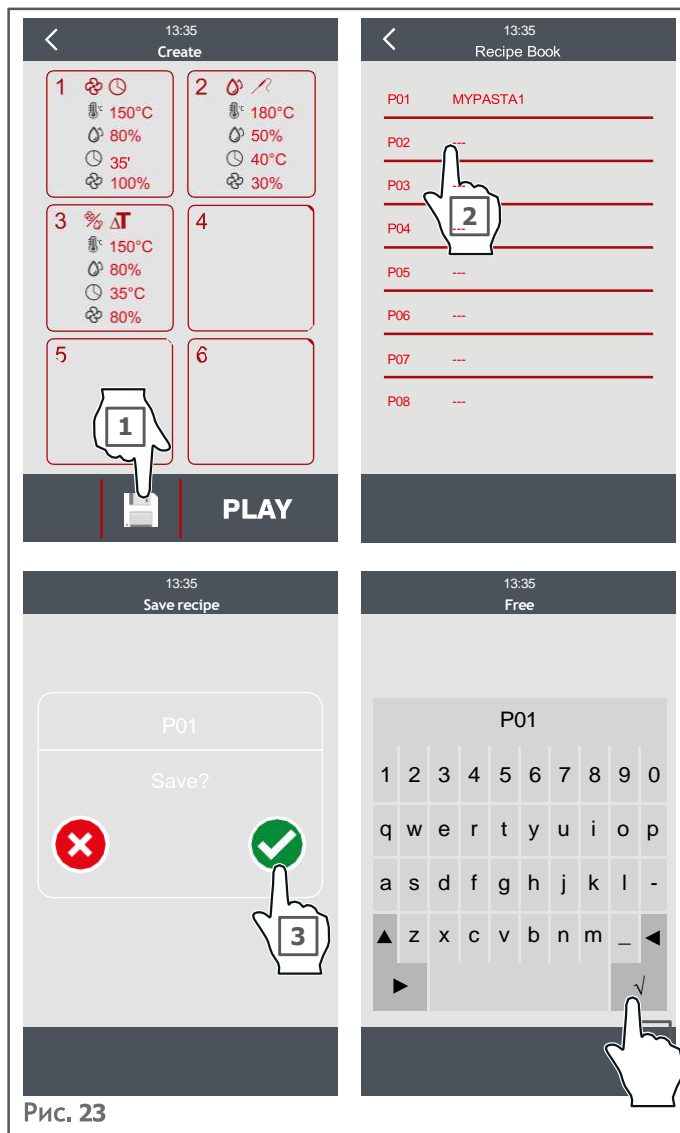 13:35
Create
1
150°C
80%
35'
100%
2
180°C
50%
40°C
30%
3 % ΔT
150°C
80%
35°C
80%
4
5
6
1
PLAY
13:35
Recipe Book
P01 MYPASTA1
P02 ---
P03 ---
2
P04 ---
P05 ---
P06 ---
P07 ---
P08 ---
13:35
Save recipe
P01
Save?
3
13:35
Free
P01
1 2 3 4 5 6 7 8 9 0
q w e r t y u i o p
a s d f g h j k l -
▲ z x c v b n m _ ◀
▶ √
Рис. 23